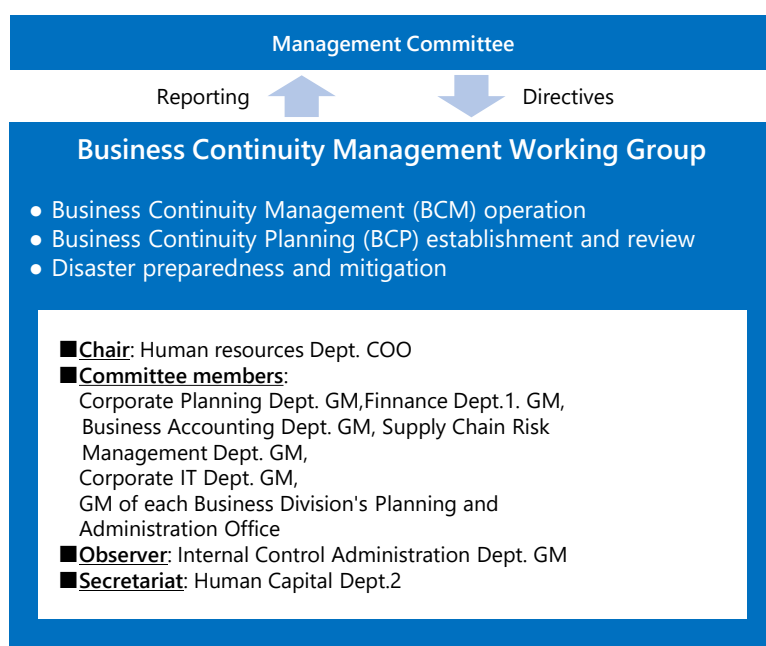 Management Committee
Reporting
Directives
Business Continuity Management Working Group
● Business Continuity Management (BCM) operation
● Business Continuity Planning (BCP) establishment and review
● Disaster preparedness and mitigation
■Chair: Human resources Dept. COO
■Committee members:
Corporate Planning Dept. GM,Finnance Dept.1. GM,
Business Accounting Dept. GM, Supply Chain Risk
Management Dept. GM,
Corporate IT Dept. GM,
GM of each Business Division's Planning and
Administration Office
■Observer: Internal Control Administration Dept. GM
■Secretariat: Human Capital Dept.2